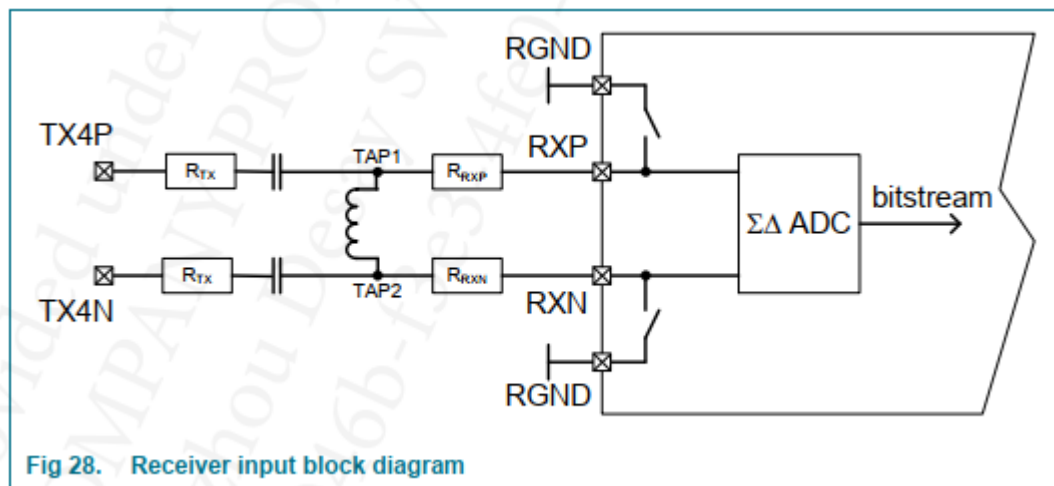 RGND
TX4P
RTX
TAP1
RRXP
RXP
ΣΔ ADC
bitstream
TX4N
RTX
TAP2
RRXN
RXN
RGND
Fig 28. Receiver input block diagram